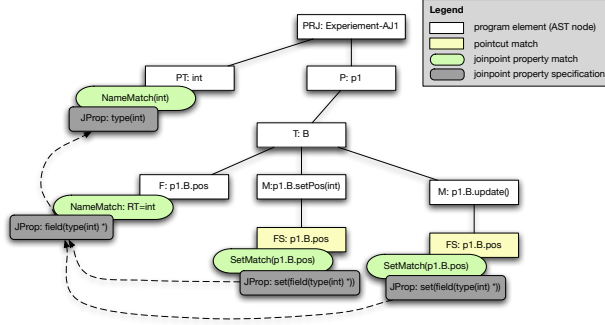 PRJ: Experiement-AJ1
Legend
program element (AST node)
pointcut match
joinpoint property match
joinpoint property specification
PT: int
P: p1
NameMatch(int)
JProp: type(int)
T: B
F: p1.B.pos
M:p1.B.setPos(int)
M: p1.B.update()
NameMatch: RT=int
JProp: field(type(int) *)
FS: p1.B.pos
FS: p1.B.pos
SetMatch(p1.B.pos)
SetMatch(p1.B.pos)
JProp: set(field(type(int) *))
JProp: set(field(type(int) *))